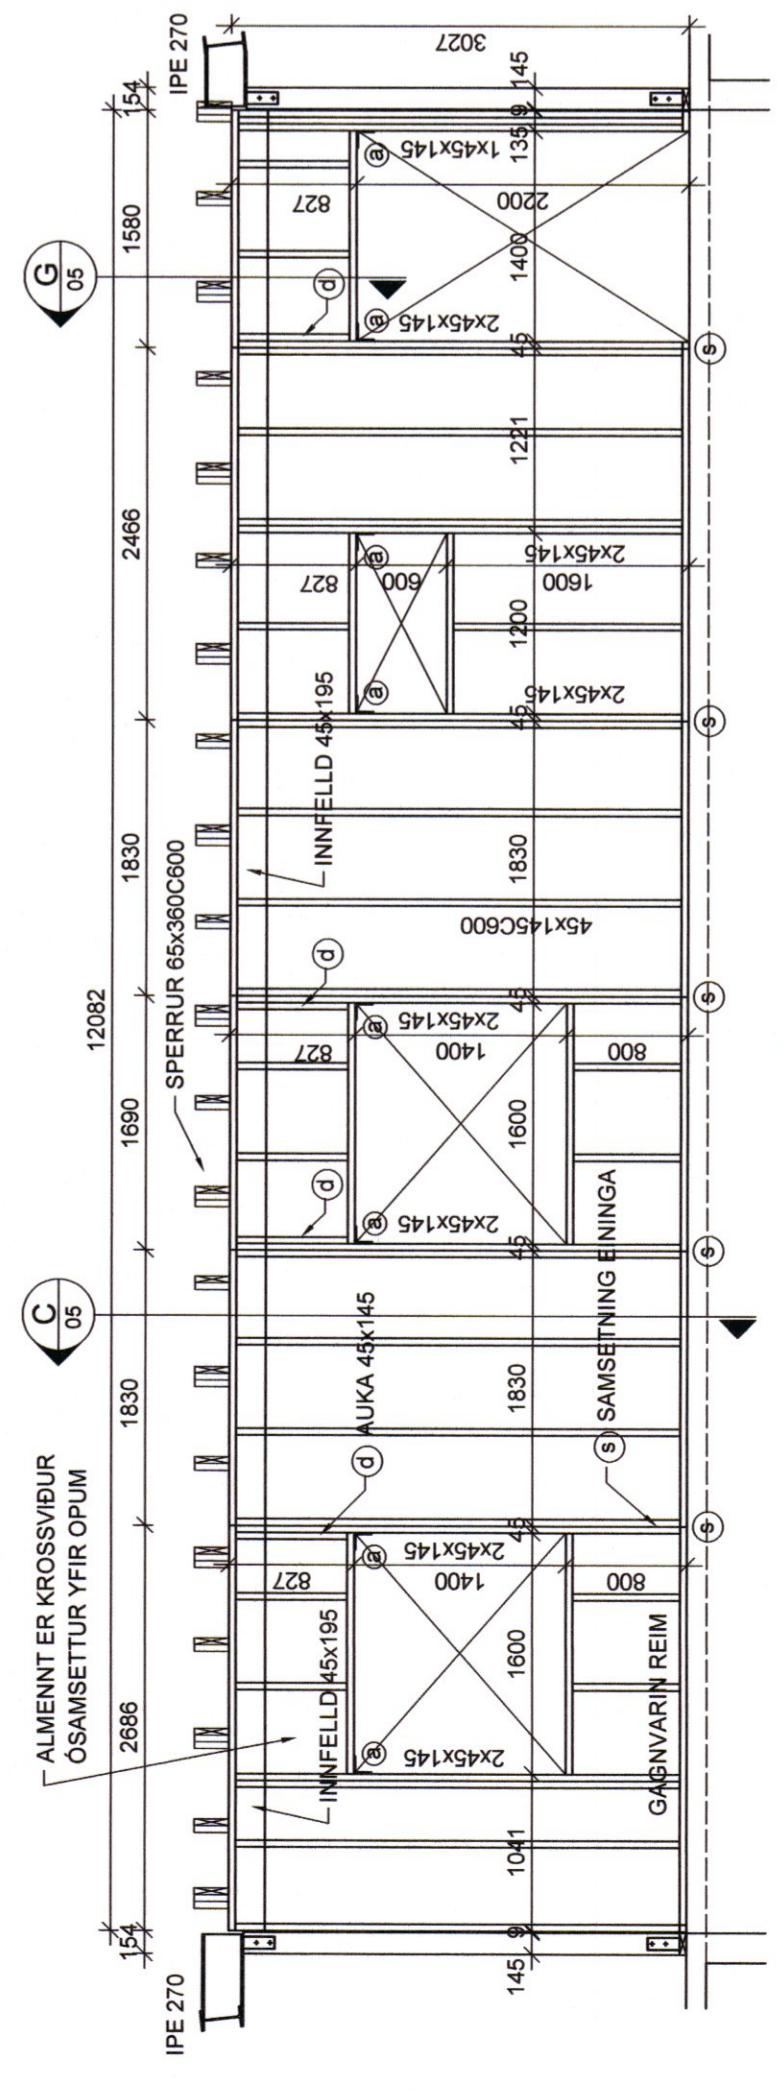 12082
154
2686
1830
1690
1830
2466
1580
154
ALMENNT ER KROSSVIÐUR
ÓSAMSETTUR YFIR OPUM
C
05
SPERRUR 65x360C600
G
05
IPE 270
IPE 270
INNFELLD 45x195
827
d
AUKA 45x145
d
827
d
INNFELLD 45x195
827
d
827
3027
a
a
a
a
a
a
a
a
2x45x145
1400
2x45x145
2x45x145
1400
2x45x145
45x145C600
600
2x45x145
2x45x145
1600
2x45x145
2200
1x45x145
145
9
1041
1600
45
1830
45
1600
45
1830
45
1200
1221
45
1400
135
9
145
800
800
GAGNVARIN REIM
s
SAMSETNING EININGA
s
s
s
s
s